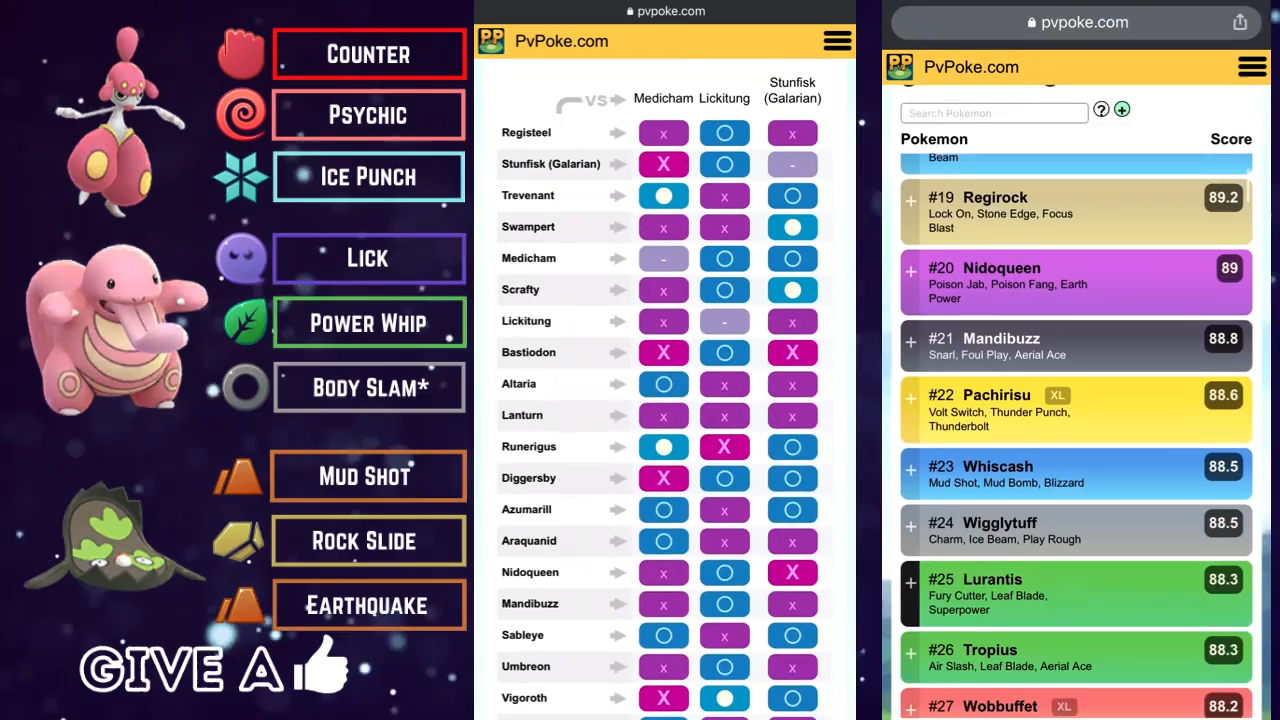 COUNTER
PSYCHIC
ICE PUNCH
LICK
POWER WHIP
BODY SLAM*
MUD SHOT
ROCK SLIDE
EARTHQUAKE
GIVE A
pvpoke.com
PP PvPoke.com
VS Medicham Lickitung Stunfisk (Galarian)
Registeel x O x
Stunfisk (Galarian) X O -
Trevenant x O
Swampert x x
Medicham - O O
Scrafty x O
Lickitung x - x
Bastiodon X O X
Altaria O x x
Lanturn x x x
Runerigus X O
Diggersby X O O
Azumarill O x O
Araquanid O x x
Nidoqueen x O X
Mandibuzz x O x
Sableye O x O
Umbreon x O x
Vigoroth X O
pvpoke.com
PP PvPoke.com
Search Pokemon ? +
Pokemon Score
Beam
+ #19 Regirock 89.2
Lock On, Stone Edge, Focus
Blast
+ #20 Nidoqueen 89
Poison Jab, Poison Fang, Earth
Power
+ #21 Mandibuzz 88.8
Snarl, Foul Play, Aerial Ace
+ #22 Pachirisu XL 88.6
Volt Switch, Thunder Punch,
Thunderbolt
+ #23 Whiscash 88.5
Mud Shot, Mud Bomb, Blizzard
+ #24 Wigglytuff 88.5
Charm, Ice Beam, Play Rough
+ #25 Lurantis 88.3
Fury Cutter, Leaf Blade,
Superpower
+ #26 Tropius 88.3
Air Slash, Leaf Blade, Aerial Ace
+ #27 Wobbuffet XL 88.2